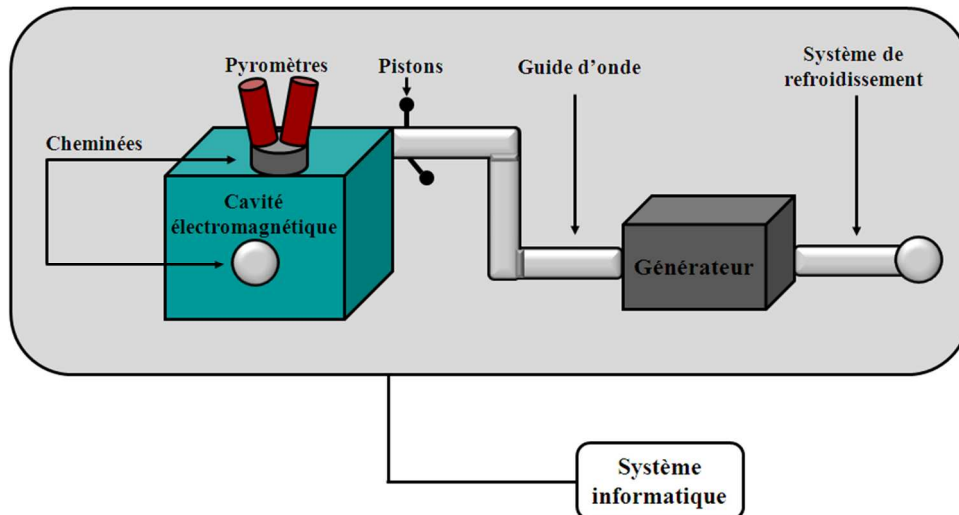 Pyromètres
Pistons
Guide d’onde
Système de
refroidissement
Cheminées
Cavité
électromagnétique
Générateur
Système
informatique